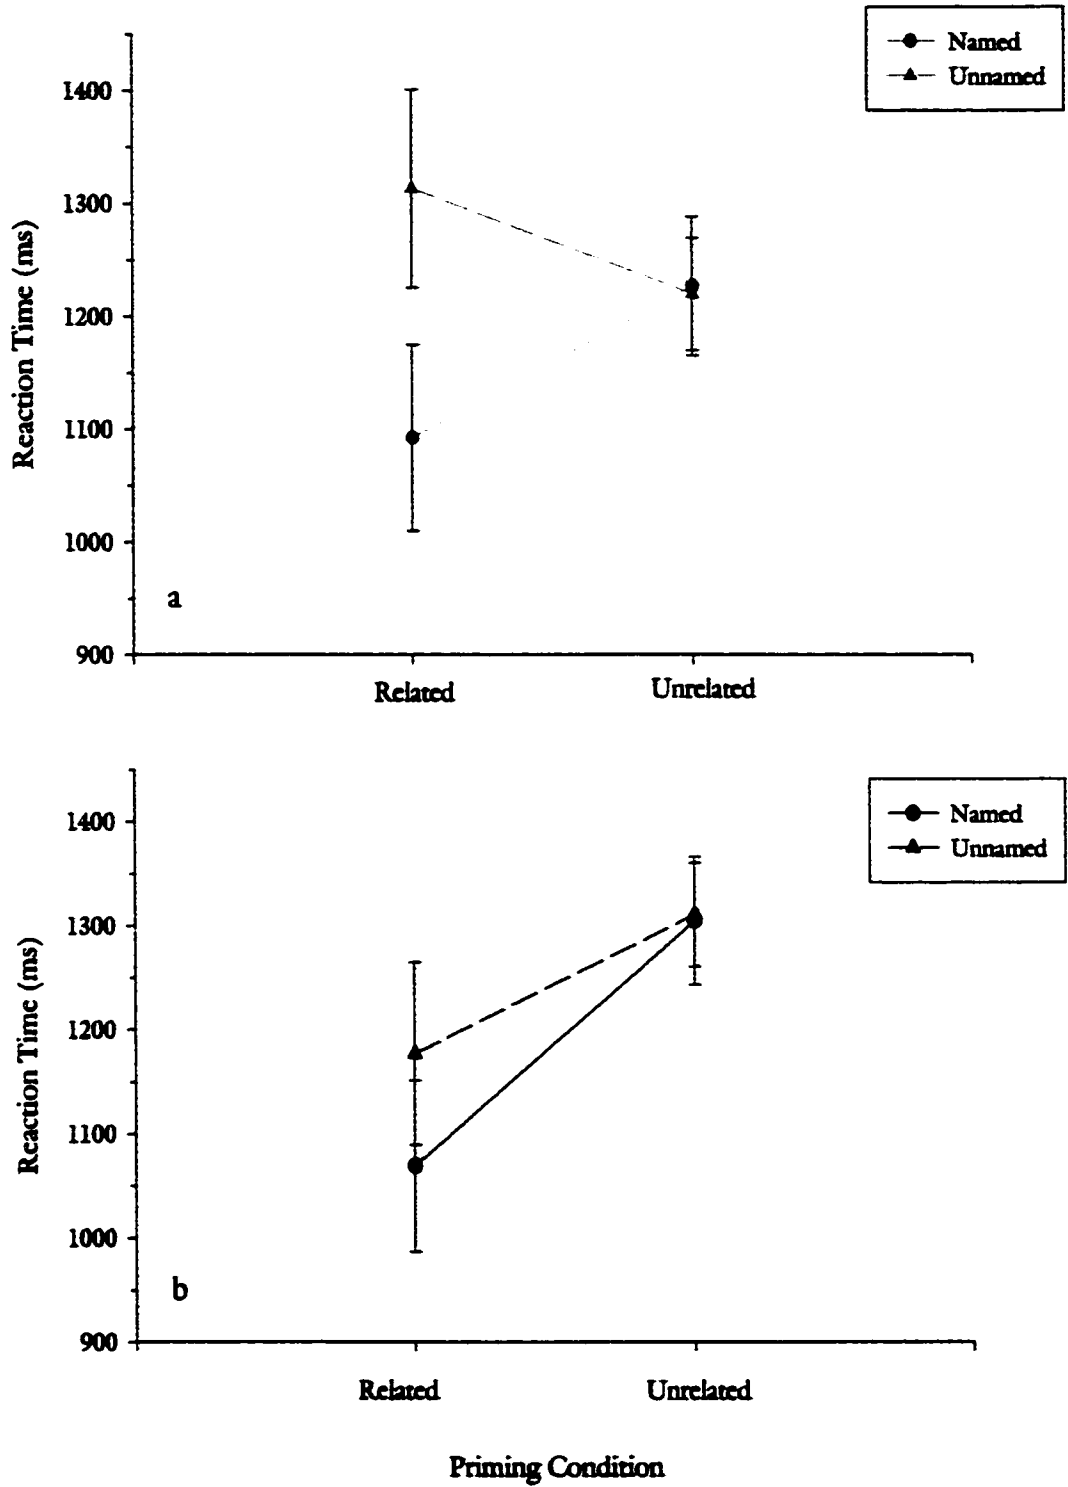 Named
Unnamed
1400
1300
1200
1100
1000
900
Reaction Time (ms)
a
Related
Unrelated
Named
Unnamed
1400
1300
1200
1100
1000
900
Reaction Time (ms)
b
Related
Unrelated
Priming Condition